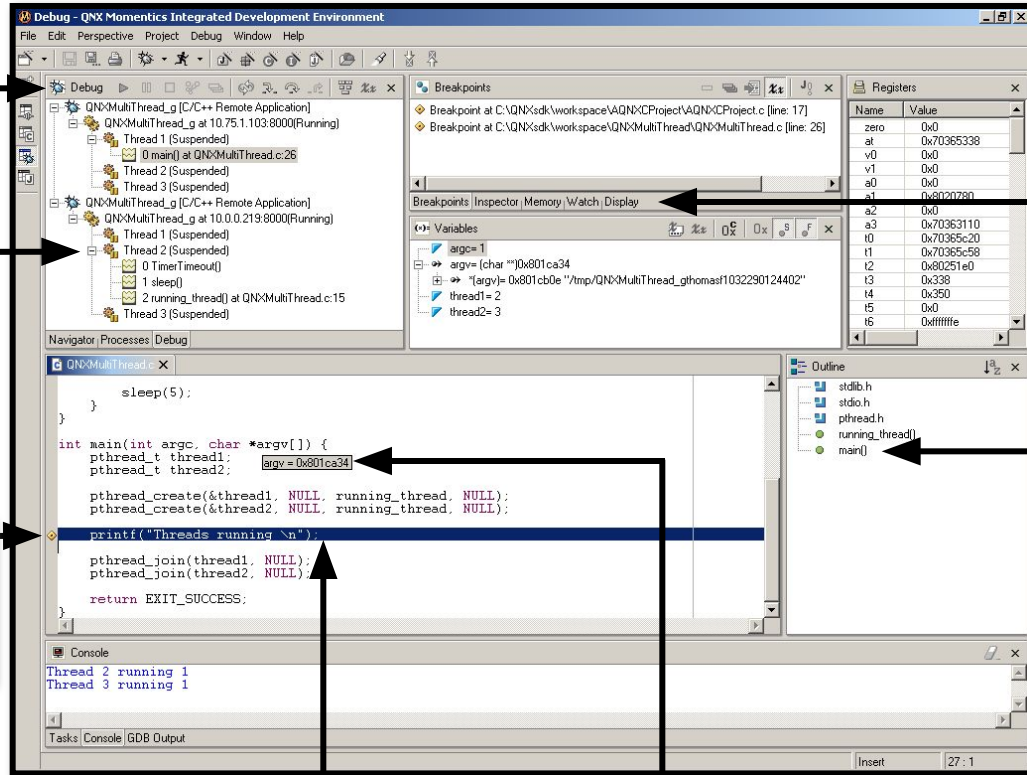 Debug - QNX Momentics Integrated Development Environment
File Edit Perspective Project Debug Window Help
Debug
QNXMultiThread_g [C/C++ Remote Application]
QNXMultiThread_g at 10.75.1.103:8000(Running)
Thread 1 (Suspended)
0 main() at QNXMultiThread.c:26
Thread 2 (Suspended)
Thread 3 (Suspended)
QNXMultiThread_g [C/C++ Remote Application]
QNXMultiThread_g at 10.0.0.219:8000(Running)
Thread 1 (Suspended)
Thread 2 (Suspended)
0 TimerTimeout()
1 sleep()
2 running_thread() at QNXMultiThread.c:15
Thread 3 (Suspended)
Navigator Processes Debug
Breakpoints
Breakpoint at C:\QNXsdk\workspace\AQNXCProject\AQNXCProject.c [line: 17]
Breakpoint at C:\QNXsdk\workspace\QNXMultiThread\QNXMultiThread.c [line: 26]
Breakpoints Inspector Memory Watch Display
Variables
argc= 1
argv= (char **)0x801ca34
*(argv)= 0x801cb0e "/tmp/QNXMultiThread_gthomasf1032290124402"
thread1= 2
thread2= 3
Registers
Name Value
zero 0x0
at 0x70365338
v0 0x0
v1 0x0
a0 0x0
a1 0x8020780
a2 0x0
a3 0x70363110
t0 0x70365c20
t1 0x70365c58
t2 0x80251e0
t3 0x338
t4 0x350
t5 0x0
t6 0xfffffffe
QNXMultiThread.c
sleep(5);
}
}
int main(int argc, char *argv[]) {
pthread_t thread1;
argv = 0x801ca34
pthread_t thread2;
pthread_create(&thread1, NULL, running_thread, NULL);
pthread_create(&thread2, NULL, running_thread, NULL);
printf("Threads running \n");
pthread_join(thread1, NULL);
pthread_join(thread2, NULL);
return EXIT_SUCCESS;
}
Outline
stdlib.h
stdio.h
pthread.h
running_thread()
main()
Console
Thread 2 running 1
Thread 3 running 1
Tasks Console GDB Output
Insert 27 : 1